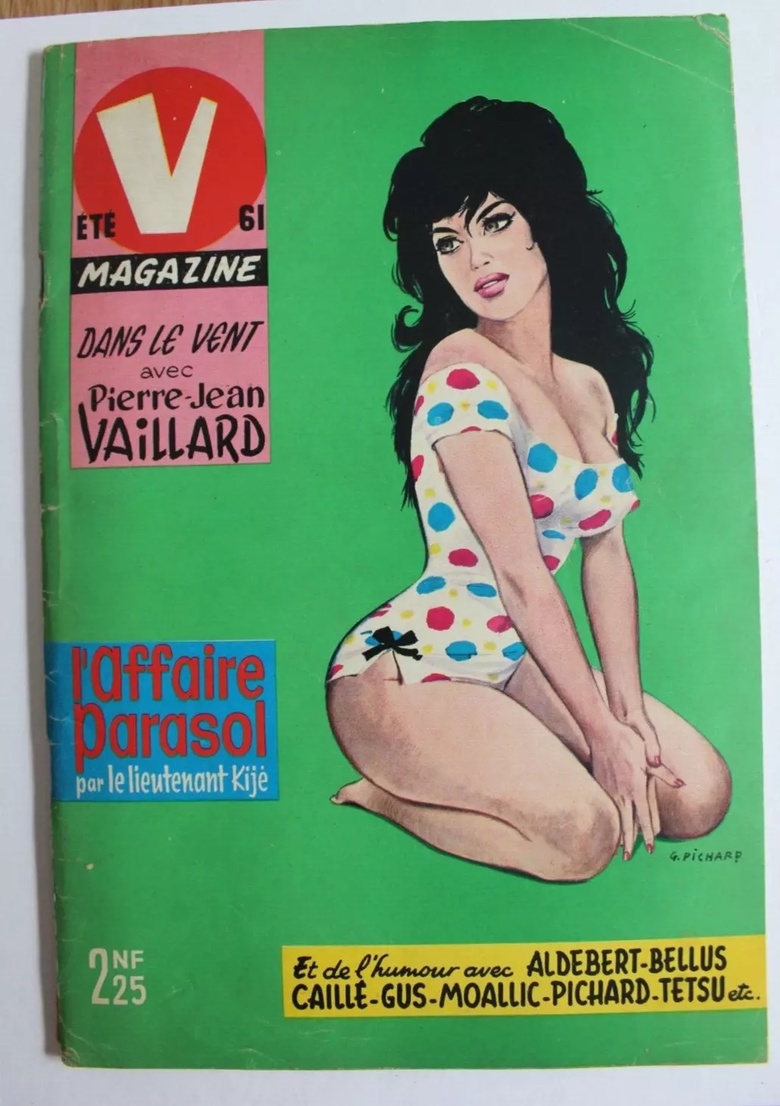 V
ÉTÉ 61
MAGAZINE
DANS LE VENT
avec
Pierre-Jean
VAiLLARD
l'affaire
parasol
par le lieutenant Kijé
G. PiCHARD
2 NF 25
Et de l'humour avec ALDEBERT-BELLUS
CAILLÉ-GUS-MOALLIC-PICHARD-TETSU etc.